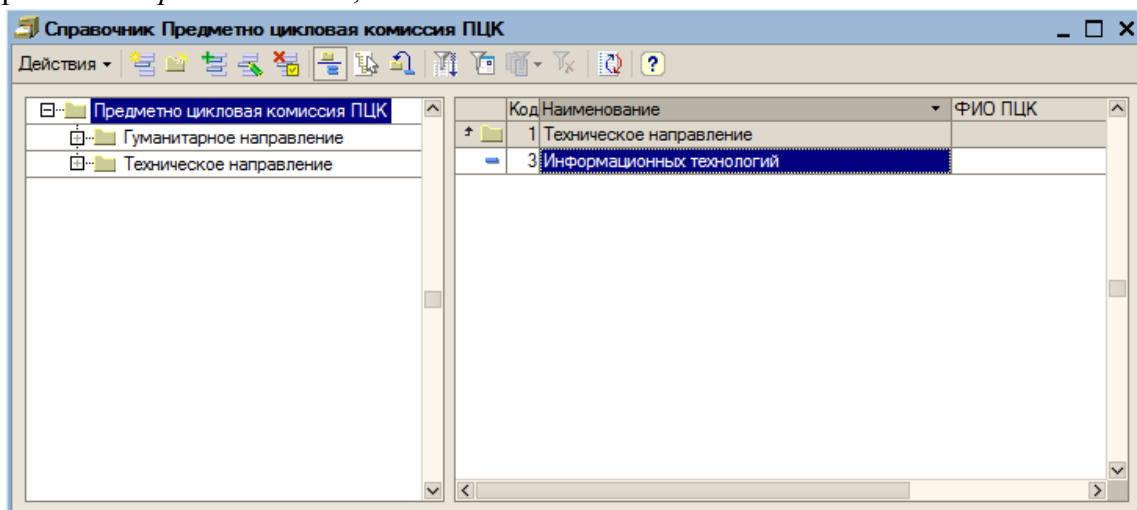 Справочник Предметно цикловая комиссия ПЦК
Действия
Предметно цикловая комиссия ПЦК
Гуманитарное направление
Техническое направление
Код Наименование ФИО ПЦК
1 Техническое направление
3 Информационных технологий